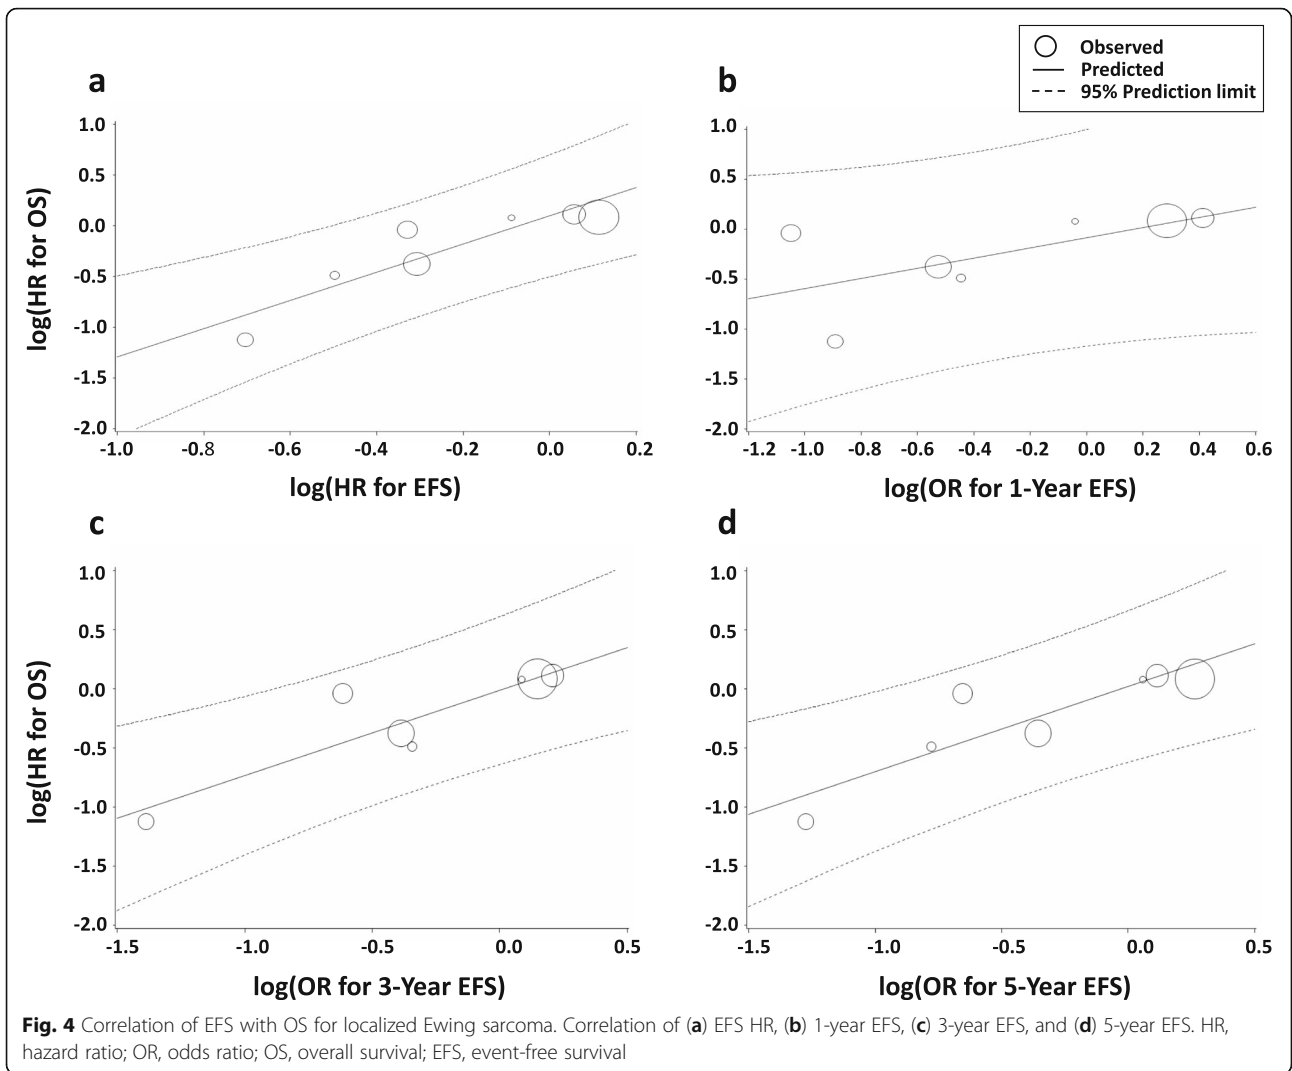 Observed
Predicted
95% Prediction limit
a
log(HR for OS)
1.0
0.5
0.0
-0.5
-1.0
-1.5
-2.0
-1.0 -0.8 -0.6 -0.4 -0.2 0.0 0.2
log(HR for EFS)
b
1.0
0.5
0.0
-0.5
-1.0
-1.5
-2.0
-1.2 -1.0 -0.8 -0.6 -0.4 -0.2 0.0 0.2 0.4 0.6
log(OR for 1-Year EFS)
c
log(HR for OS)
1.0
0.5
0.0
-0.5
-1.0
-1.5
-2.0
-1.5 -1.0 -0.5 0.0 0.5
log(OR for 3-Year EFS)
d
1.0
0.5
0.0
-0.5
-1.0
-1.5
-2.0
-1.5 -1.0 -0.5 0.0 0.5
log(OR for 5-Year EFS)
Fig. 4 Correlation of EFS with OS for localized Ewing sarcoma. Correlation of (a) EFS HR, (b) 1-year EFS, (c) 3-year EFS, and (d) 5-year EFS. HR,
hazard ratio; OR, odds ratio; OS, overall survival; EFS, event-free survival